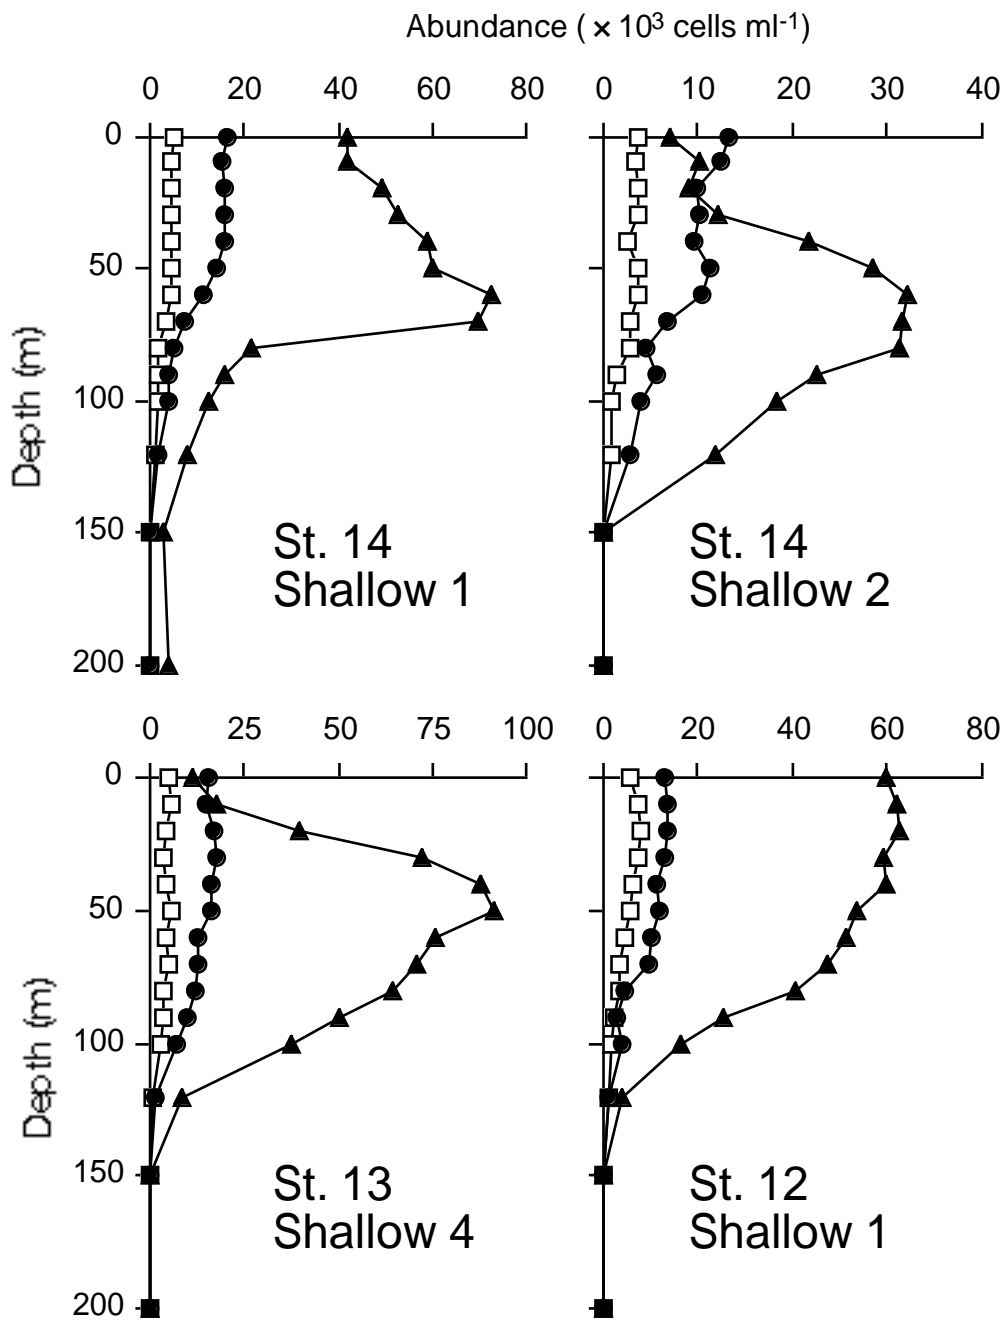 Abundance ( × 10³ cells ml⁻¹)
0 20 40 60 80
0 10 20 30 40
0
50
100
150
200
Depth (m)
St. 14
Shallow 1
St. 14
Shallow 2
0 25 50 75 100
0 20 40 60 80
0
50
100
150
200
Depth (m)
St. 13
Shallow 4
St. 12
Shallow 1